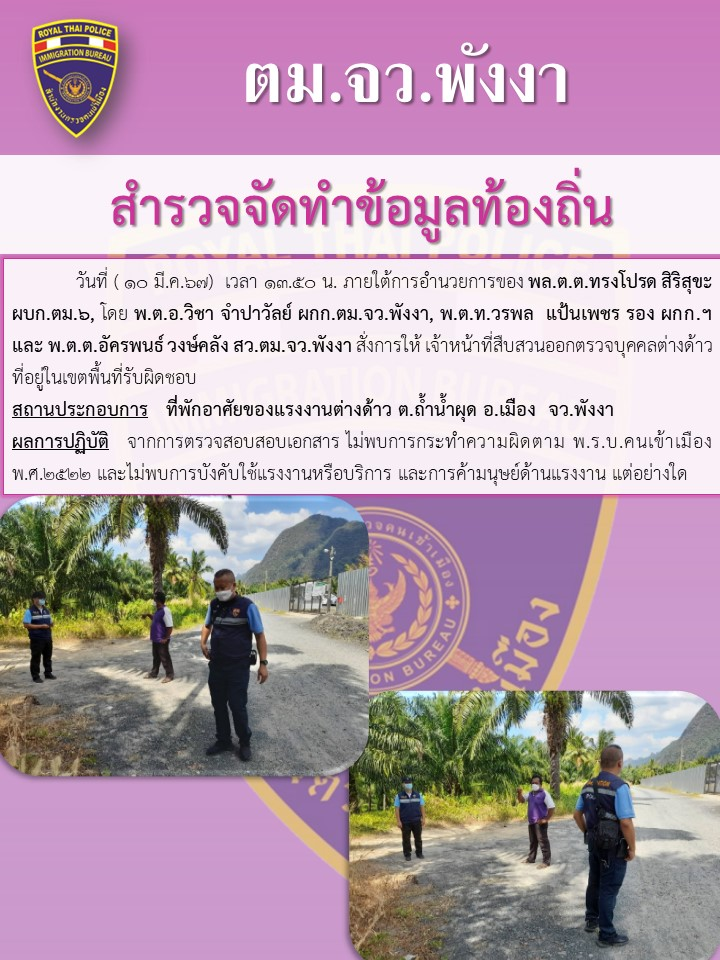 ROYAL THAI POLICE
IMMIGRATION BUREAU
สำนักงานตรวจคนเข้าเมือง
ตม.จว.พังงา
สำรวจจัดทำข้อมูลท้องถิ่น
วันที่ ( ๑๐ มี.ค.๖๗) เวลา ๑๓.๕๐ น. ภายใต้การอำนวยการของ พล.ต.ต.ทรงโปรด สิริสุขะ
ผบก.ตม.๖, โดย พ.ต.อ.วิชา จำปาวัลย์ ผกก.ตม.จว.พังงา, พ.ต.ท.วรพล แป้นเพชร รอง ผกก.ฯ
และ พ.ต.ต.อัครพนธ์ วงษ์คลัง สว.ตม.จว.พังงา สั่งการให้ เจ้าหน้าที่สืบสวนออกตรวจบุคคลต่างด้าว
ที่อยู่ในเขตพื้นที่รับผิดชอบ
สถานประกอบการ ที่พักอาศัยของแรงงานต่างด้าว ต.ถ้ำน้ำผุด อ.เมือง จว.พังงา
ผลการปฏิบัติ จากการตรวจสอบสอบเอกสาร ไม่พบการกระทำความผิดตาม พ.ร.บ.คนเข้าเมือง
พ.ศ.๒๕๒๒ และไม่พบการบังคับใช้แรงงานหรือบริการ และการค้ามนุษย์ด้านแรงงาน แต่อย่างใด